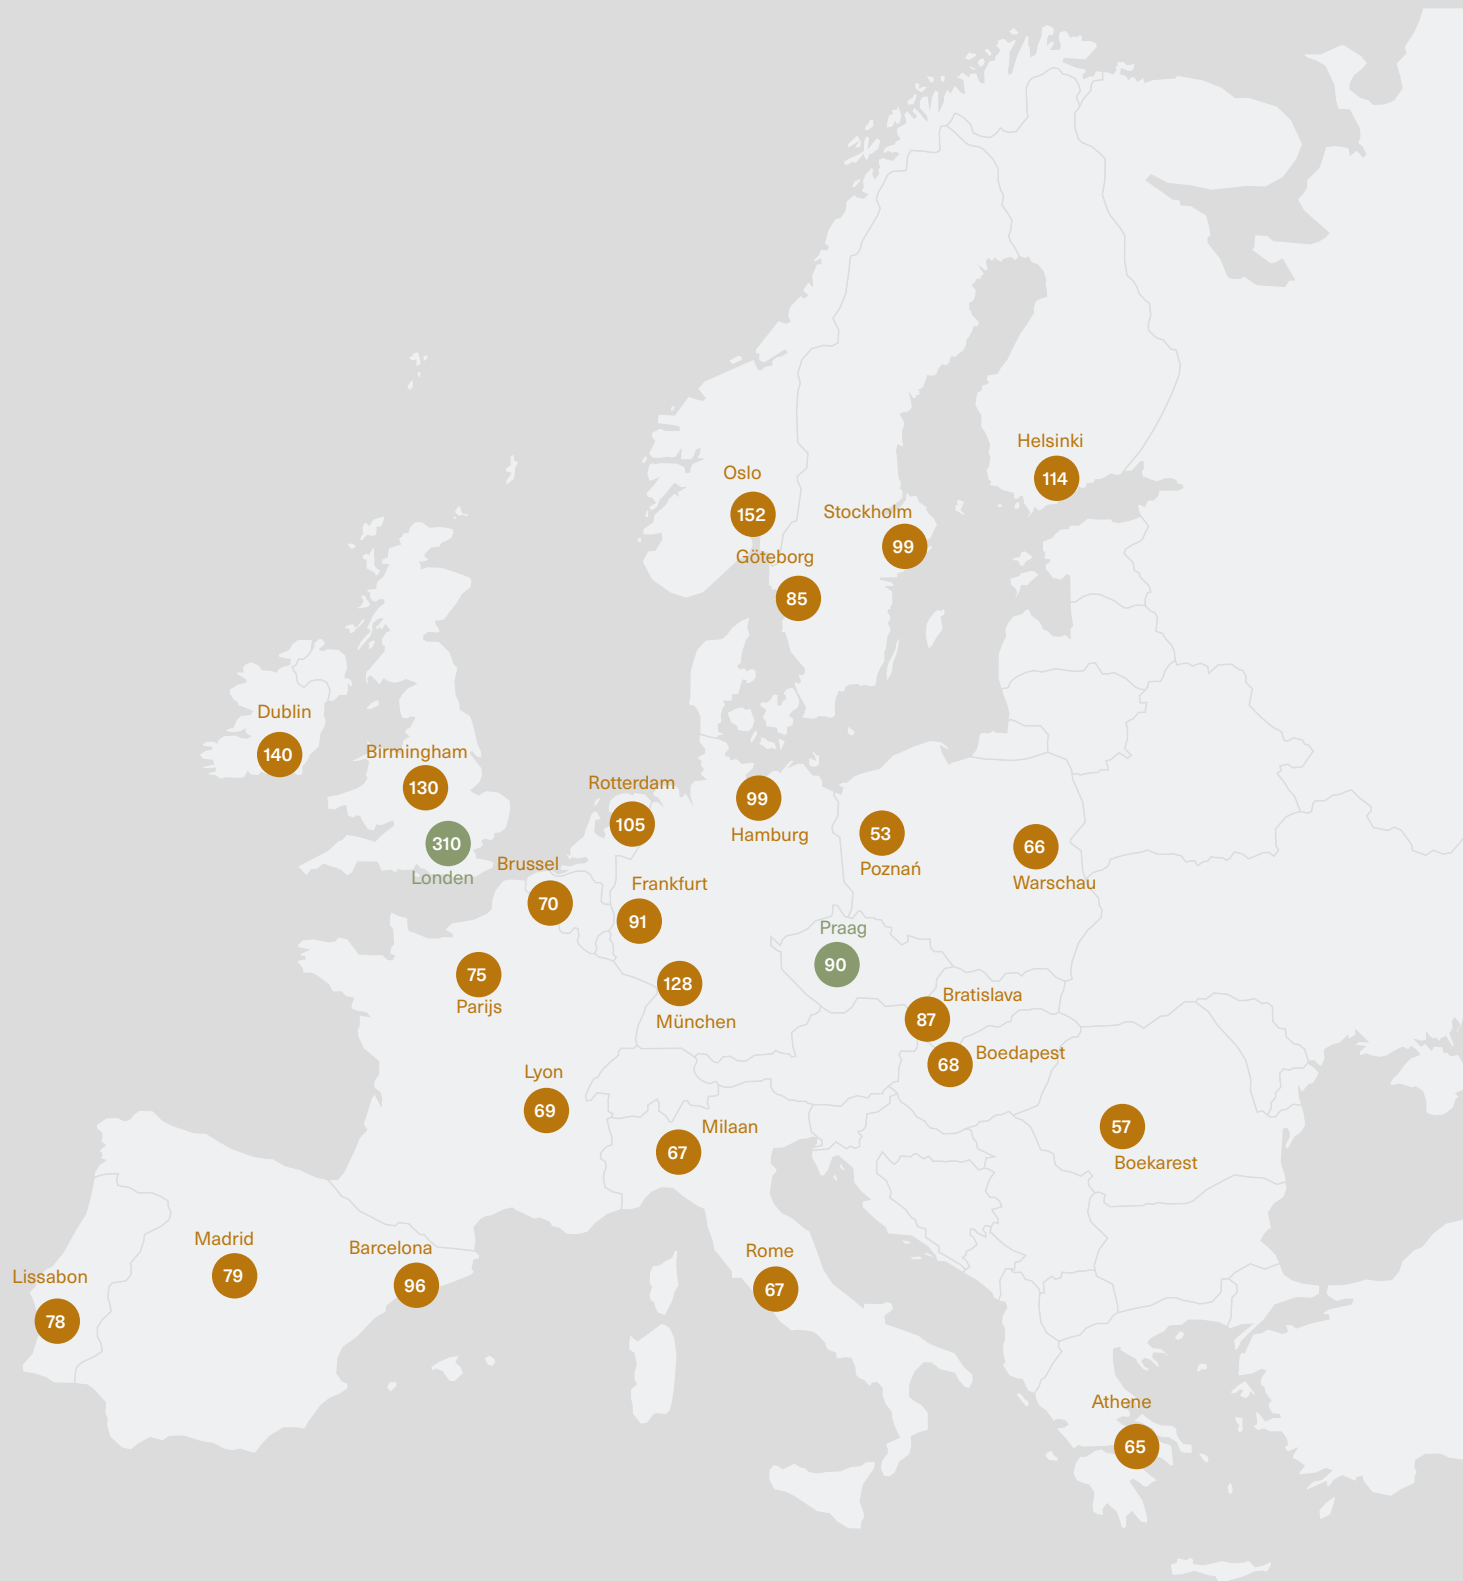 Helsinki
114
Oslo
152
Stockholm
99
Göteborg
85
Dublin
140
Birmingham
130
Rotterdam
105
99
Hamburg
53
Poznań
66
Warschau
310
Londen
Brussel
70
Frankfurt
91
Praag
90
75
Parijs
128
München
Bratislava
87
Boedapest
68
Lyon
69
Milaan
67
57
Boekarest
Madrid
79
Barcelona
96
Rome
67
Lissabon
78
Athene
65